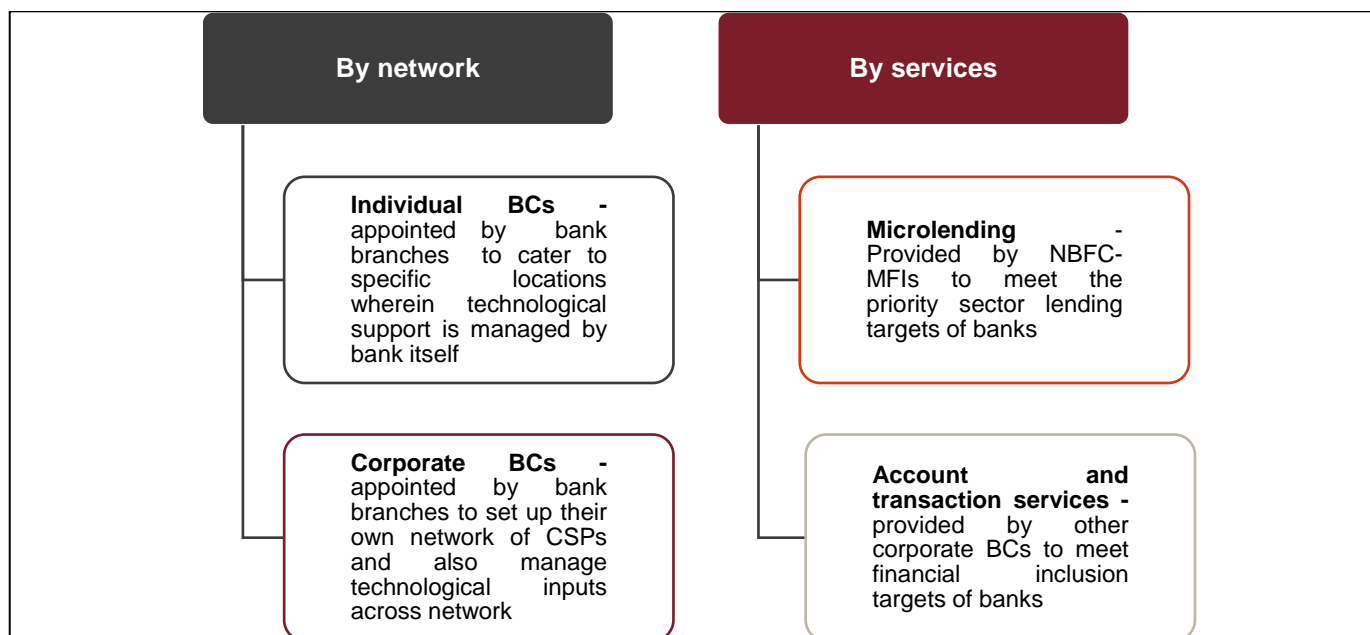 By network
Individual BCs -
appointed by bank
branches to cater to
specific locations
wherein technological
support is managed by
bank itself
Corporate BCs -
appointed by bank
branches to set up their
own network of CSPs
and also manage
technological inputs
across network
By services
Microlending -
Provided by NBFC-
MFIs to meet the
priority sector lending
targets of banks
Account and
transaction services -
provided by other
corporate BCs to meet
financial inclusion
targets of banks